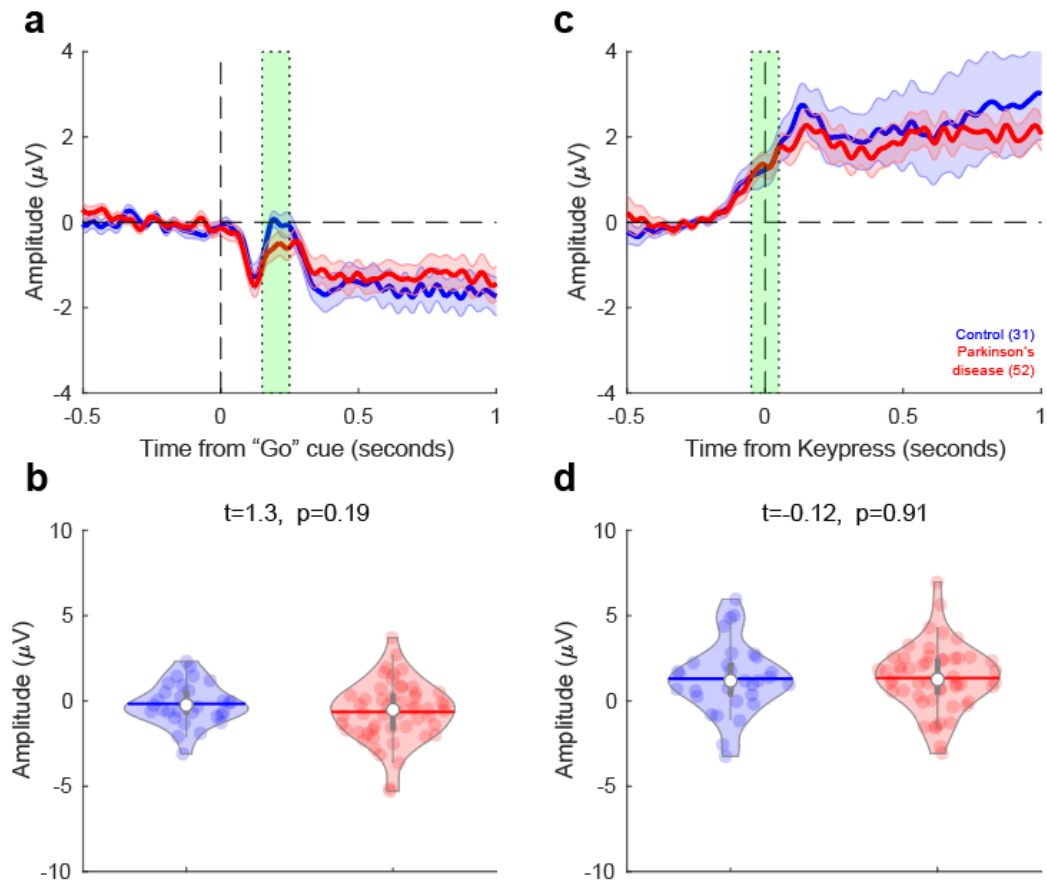 a
4
2
0
-2
-4
Amplitude (μV)
-0.5 0 0.5 1
Time from “Go” cue (seconds)
c
4
2
0
-2
-4
Amplitude (μV)
Control (31)
Parkinson's
disease (52)
-0.5 0 0.5 1
Time from Keypress (seconds)
b
t=1.3, p=0.19
10
5
0
-5
-10
Amplitude (μV)
d
t=-0.12, p=0.91
10
5
0
-5
-10
Amplitude (μV)